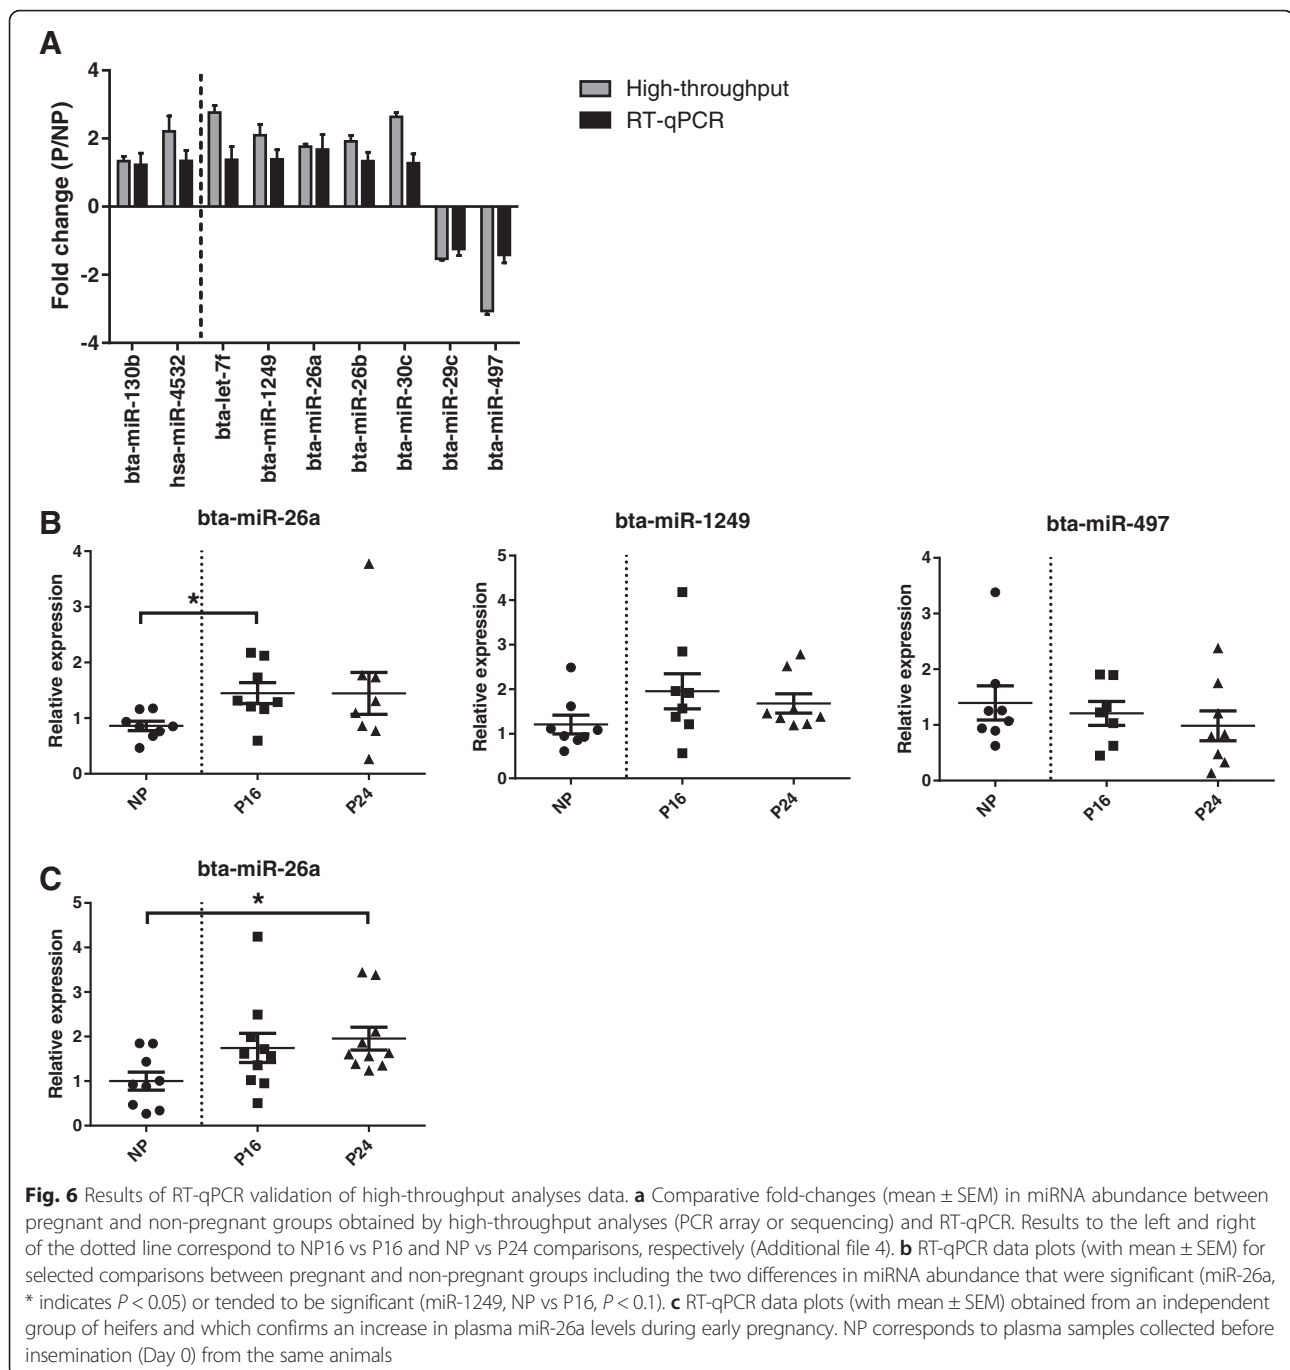 A
4
2
0
-2
-4
Fold change (P/NP)
High-throughput
RT-qPCR
bta-miR-130b
hsa-miR-4532
bta-let-7f
bta-miR-1249
bta-miR-26a
bta-miR-26b
bta-miR-30c
bta-miR-29c
bta-miR-497
B
bta-miR-26a
Relative expression
4
3
2
1
0
*
NP
P16
P24
bta-miR-1249
Relative expression
5
4
3
2
1
0
NP
P16
P24
bta-miR-497
Relative expression
4
3
2
1
0
NP
P16
P24
C
bta-miR-26a
Relative expression
5
4
3
2
1
0
*
NP
P16
P24
Fig. 6 Results of RT-qPCR validation of high-throughput analyses data. a Comparative fold-changes (mean ± SEM) in miRNA abundance between
pregnant and non-pregnant groups obtained by high-throughput analyses (PCR array or sequencing) and RT-qPCR. Results to the left and right
of the dotted line correspond to NP16 vs P16 and NP vs P24 comparisons, respectively (Additional file 4). b RT-qPCR data plots (with mean ± SEM) for
selected comparisons between pregnant and non-pregnant groups including the two differences in miRNA abundance that were significant (miR-26a,
* indicates P < 0.05) or tended to be significant (miR-1249, NP vs P16, P < 0.1). c RT-qPCR data plots (with mean ± SEM) obtained from an independent
group of heifers and which confirms an increase in plasma miR-26a levels during early pregnancy. NP corresponds to plasma samples collected before
insemination (Day 0) from the same animals